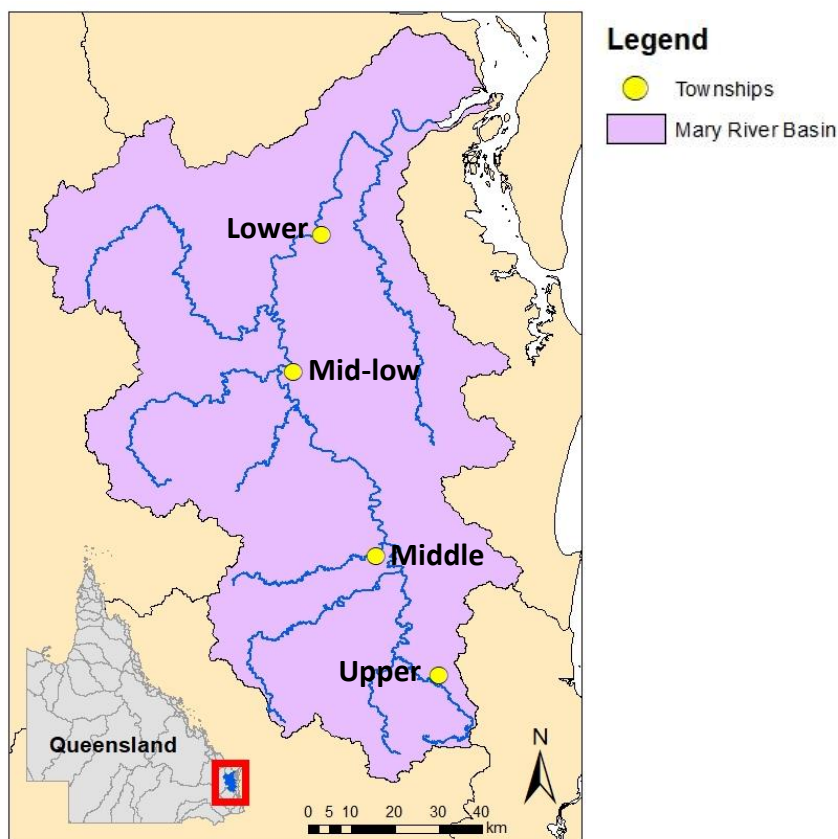 Legend
Townships
Mary River Basin
Lower
Mid-low
Middle
Upper
Queensland
N
0 5 10 20 30 40
km